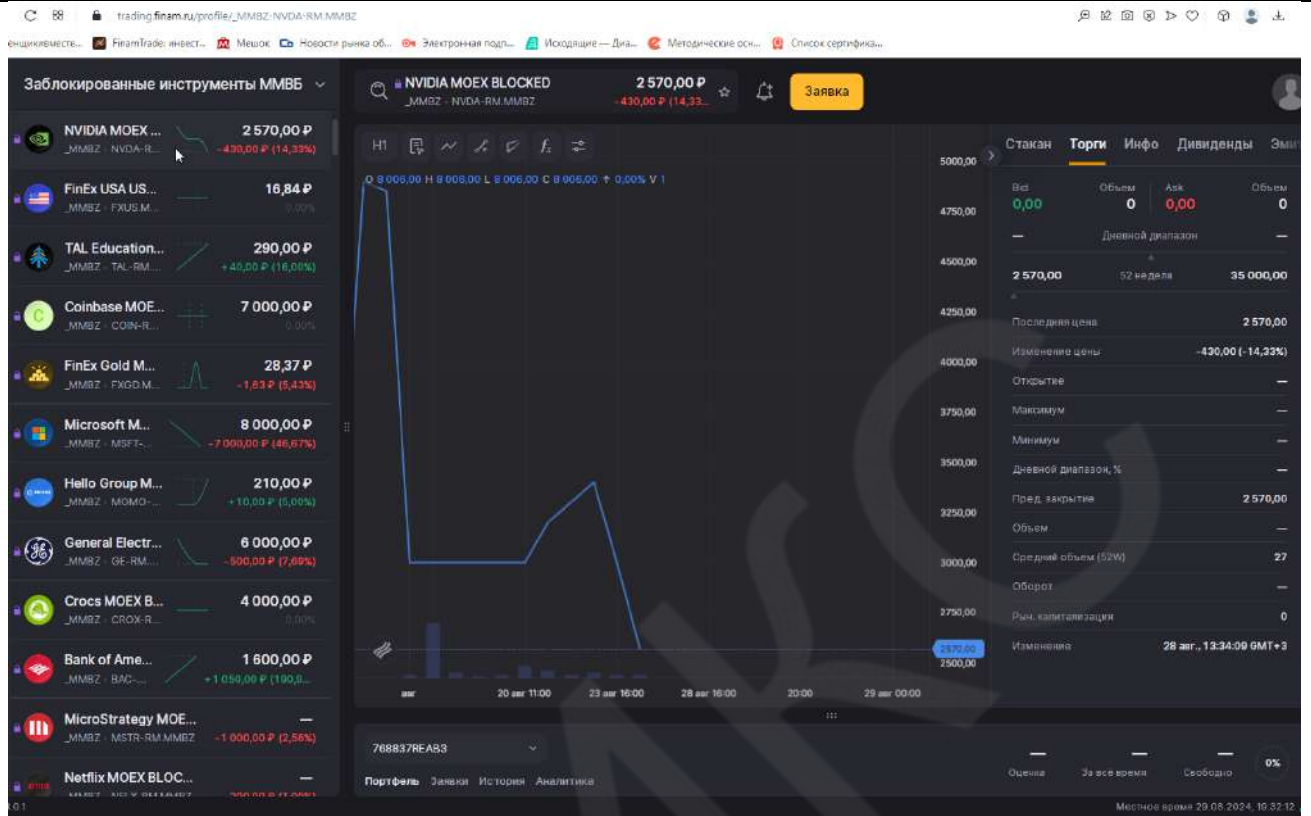 trading.finam.ru/profile/_MMBZ-NVDA-RM.MMBZ
FinamTrade: инвест... Мешок Новости рынка об... Электронная подп... Исходящие — Диа... Методические осн... Список сертифика...
Заблокированные инструменты ММВБ
NVIDIA MOEX ... 2 570,00 ₽
_MMBZ - NVDA-R... -430,00 ₽ (14,33%)
FinEx USA US... 16,84 ₽
_MMBZ - FXUS.M... 0,00%
TAL Education... 290,00 ₽
_MMBZ - TAL-RM.... +40,00 ₽ (16,00%)
Coinbase MOE... 7 000,00 ₽
_MMBZ - COIN-R... 0,00%
FinEx Gold M... 28,37 ₽
_MMBZ - FXGD.M... -1,63 ₽ (5,43%)
Microsoft M... 8 000,00 ₽
_MMBZ - MSFT-... -7 000,00 ₽ (46,67%)
Hello Group M... 210,00 ₽
_MMBZ - MOMO-... +10,00 ₽ (5,00%)
General Electr... 6 000,00 ₽
_MMBZ - GE-RM.... -500,00 ₽ (7,69%)
Crocs MOEX B... 4 000,00 ₽
_MMBZ - CROX-R... 0,00%
Bank of Ame... 1 600,00 ₽
_MMBZ - BAC-... +1 050,00 ₽ (190,9...
MicroStrategy MOE... —
_MMBZ - MSTR-RM.MMBZ -1 000,00 ₽ (2,56%)
Netflix MOEX BLOC... —
NVIDIA MOEX BLOCKED 2 570,00 ₽
_MMBZ - NVDA-RM.MMBZ -430,00 ₽ (14,33...
Заявка
H1
O 8 006,00 H 8 006,00 L 8 006,00 C 8 006,00 + 0,00% V 1
5000,00
4750,00
4500,00
4250,00
4000,00
3750,00
3500,00
3250,00
3000,00
2750,00
2570,00
2500,00
авг 20 авг 11:00 23 авг 16:00 28 авг 16:00 20:00 29 авг 00:00
768837REAB3
Портфель Заявки История Аналитика
Стакан Торги Инфо Дивиденды Эми
Bid Объем Ask Объем
0,00 0 0,00 0
— Дневной диапазон —
2 570,00 52 недели 35 000,00
Последняя цена 2 570,00
Изменение цены -430,00 (-14,33%)
Открытие —
Максимум —
Минимум —
Дневной диапазон, % —
Пред. закрытие 2 570,00
Объем —
Средний объем (52W) 27
Оборот —
Рын. капитализация 0
Изменения 28 авг., 13:34:09 GMT+3
— — — 0%
Оценка За все время Свободно
Местное время 29.08.2024, 19:32:12